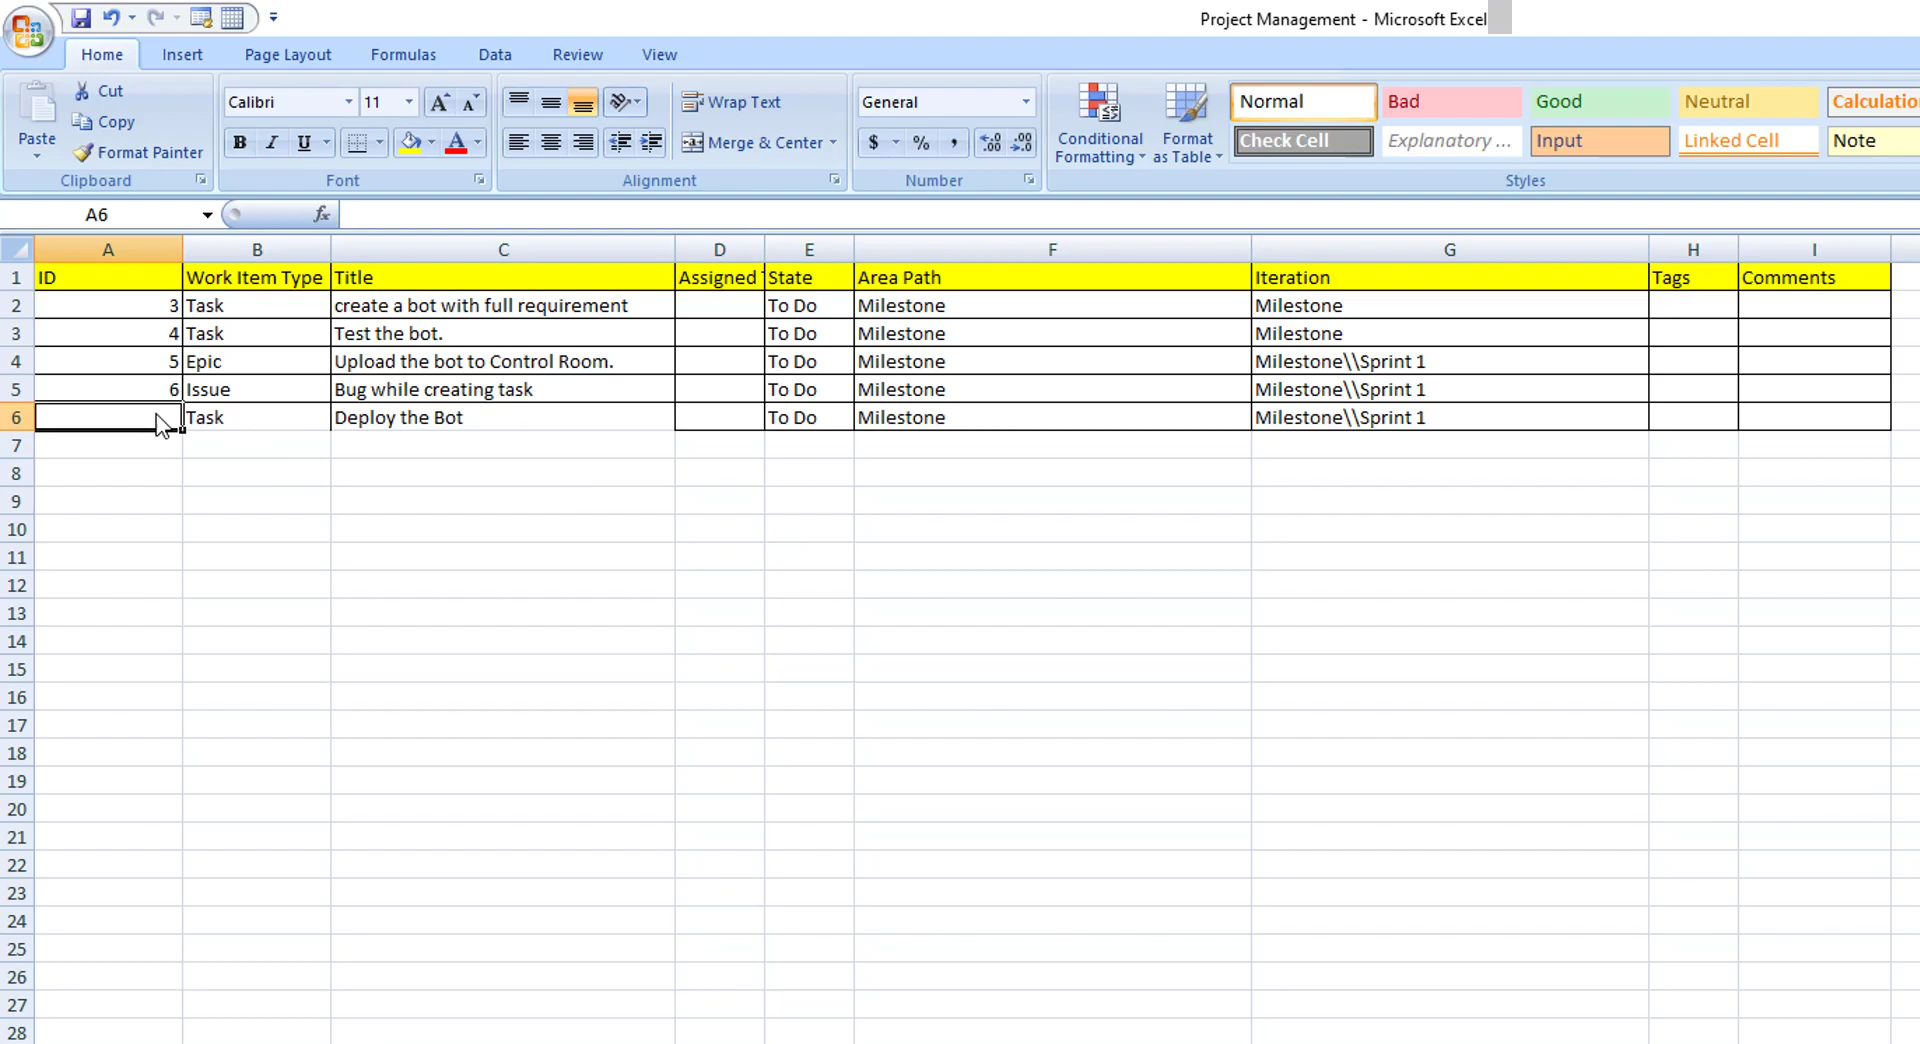 Project Management - Microsoft Excel
Home Insert Page Layout Formulas Data Review View
Paste Cut Copy Format Painter Clipboard
Calibri 11 A A B I U A Font
Wrap Text Merge & Center Alignment
General $ % , .00 .00 Number
Conditional Formatting Format as Table
Normal Bad Good Neutral Calculatio
Check Cell Explanatory ... Input Linked Cell Note
Styles
A6 fx
A B C D E F G H I
1 ID Work Item Type Title Assigned State Area Path Iteration Tags Comments
2 3 Task create a bot with full requirement To Do Milestone Milestone
3 4 Task Test the bot. To Do Milestone Milestone
4 5 Epic Upload the bot to Control Room. To Do Milestone Milestone\\Sprint 1
5 6 Issue Bug while creating task To Do Milestone Milestone\\Sprint 1
6 Task Deploy the Bot To Do Milestone Milestone\\Sprint 1
7
8
9
10
11
12
13
14
15
16
17
18
19
20
21
22
23
24
25
26
27
28